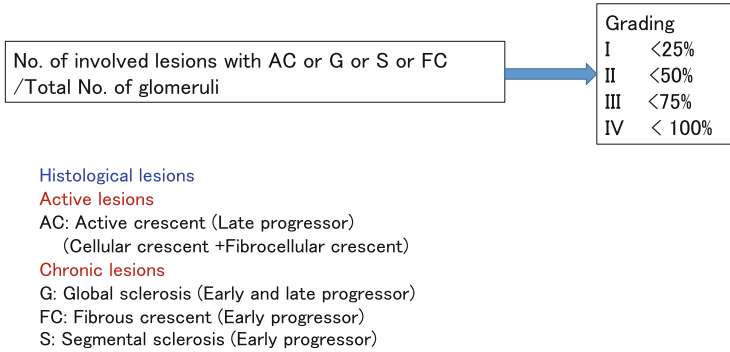 No. of involved lesions with AC or G or S or FC
/Total No. of glomeruli
Grading
I <25%
II <50%
III <75%
IV < 100%
Histological lesions
Active lesions
AC: Active crescent (Late progressor)
(Cellular crescent +Fibrocellular crescent)
Chronic lesions
G: Global sclerosis (Early and late progressor)
FC: Fibrous crescent (Early progressor)
S: Segmental sclerosis (Early progressor)